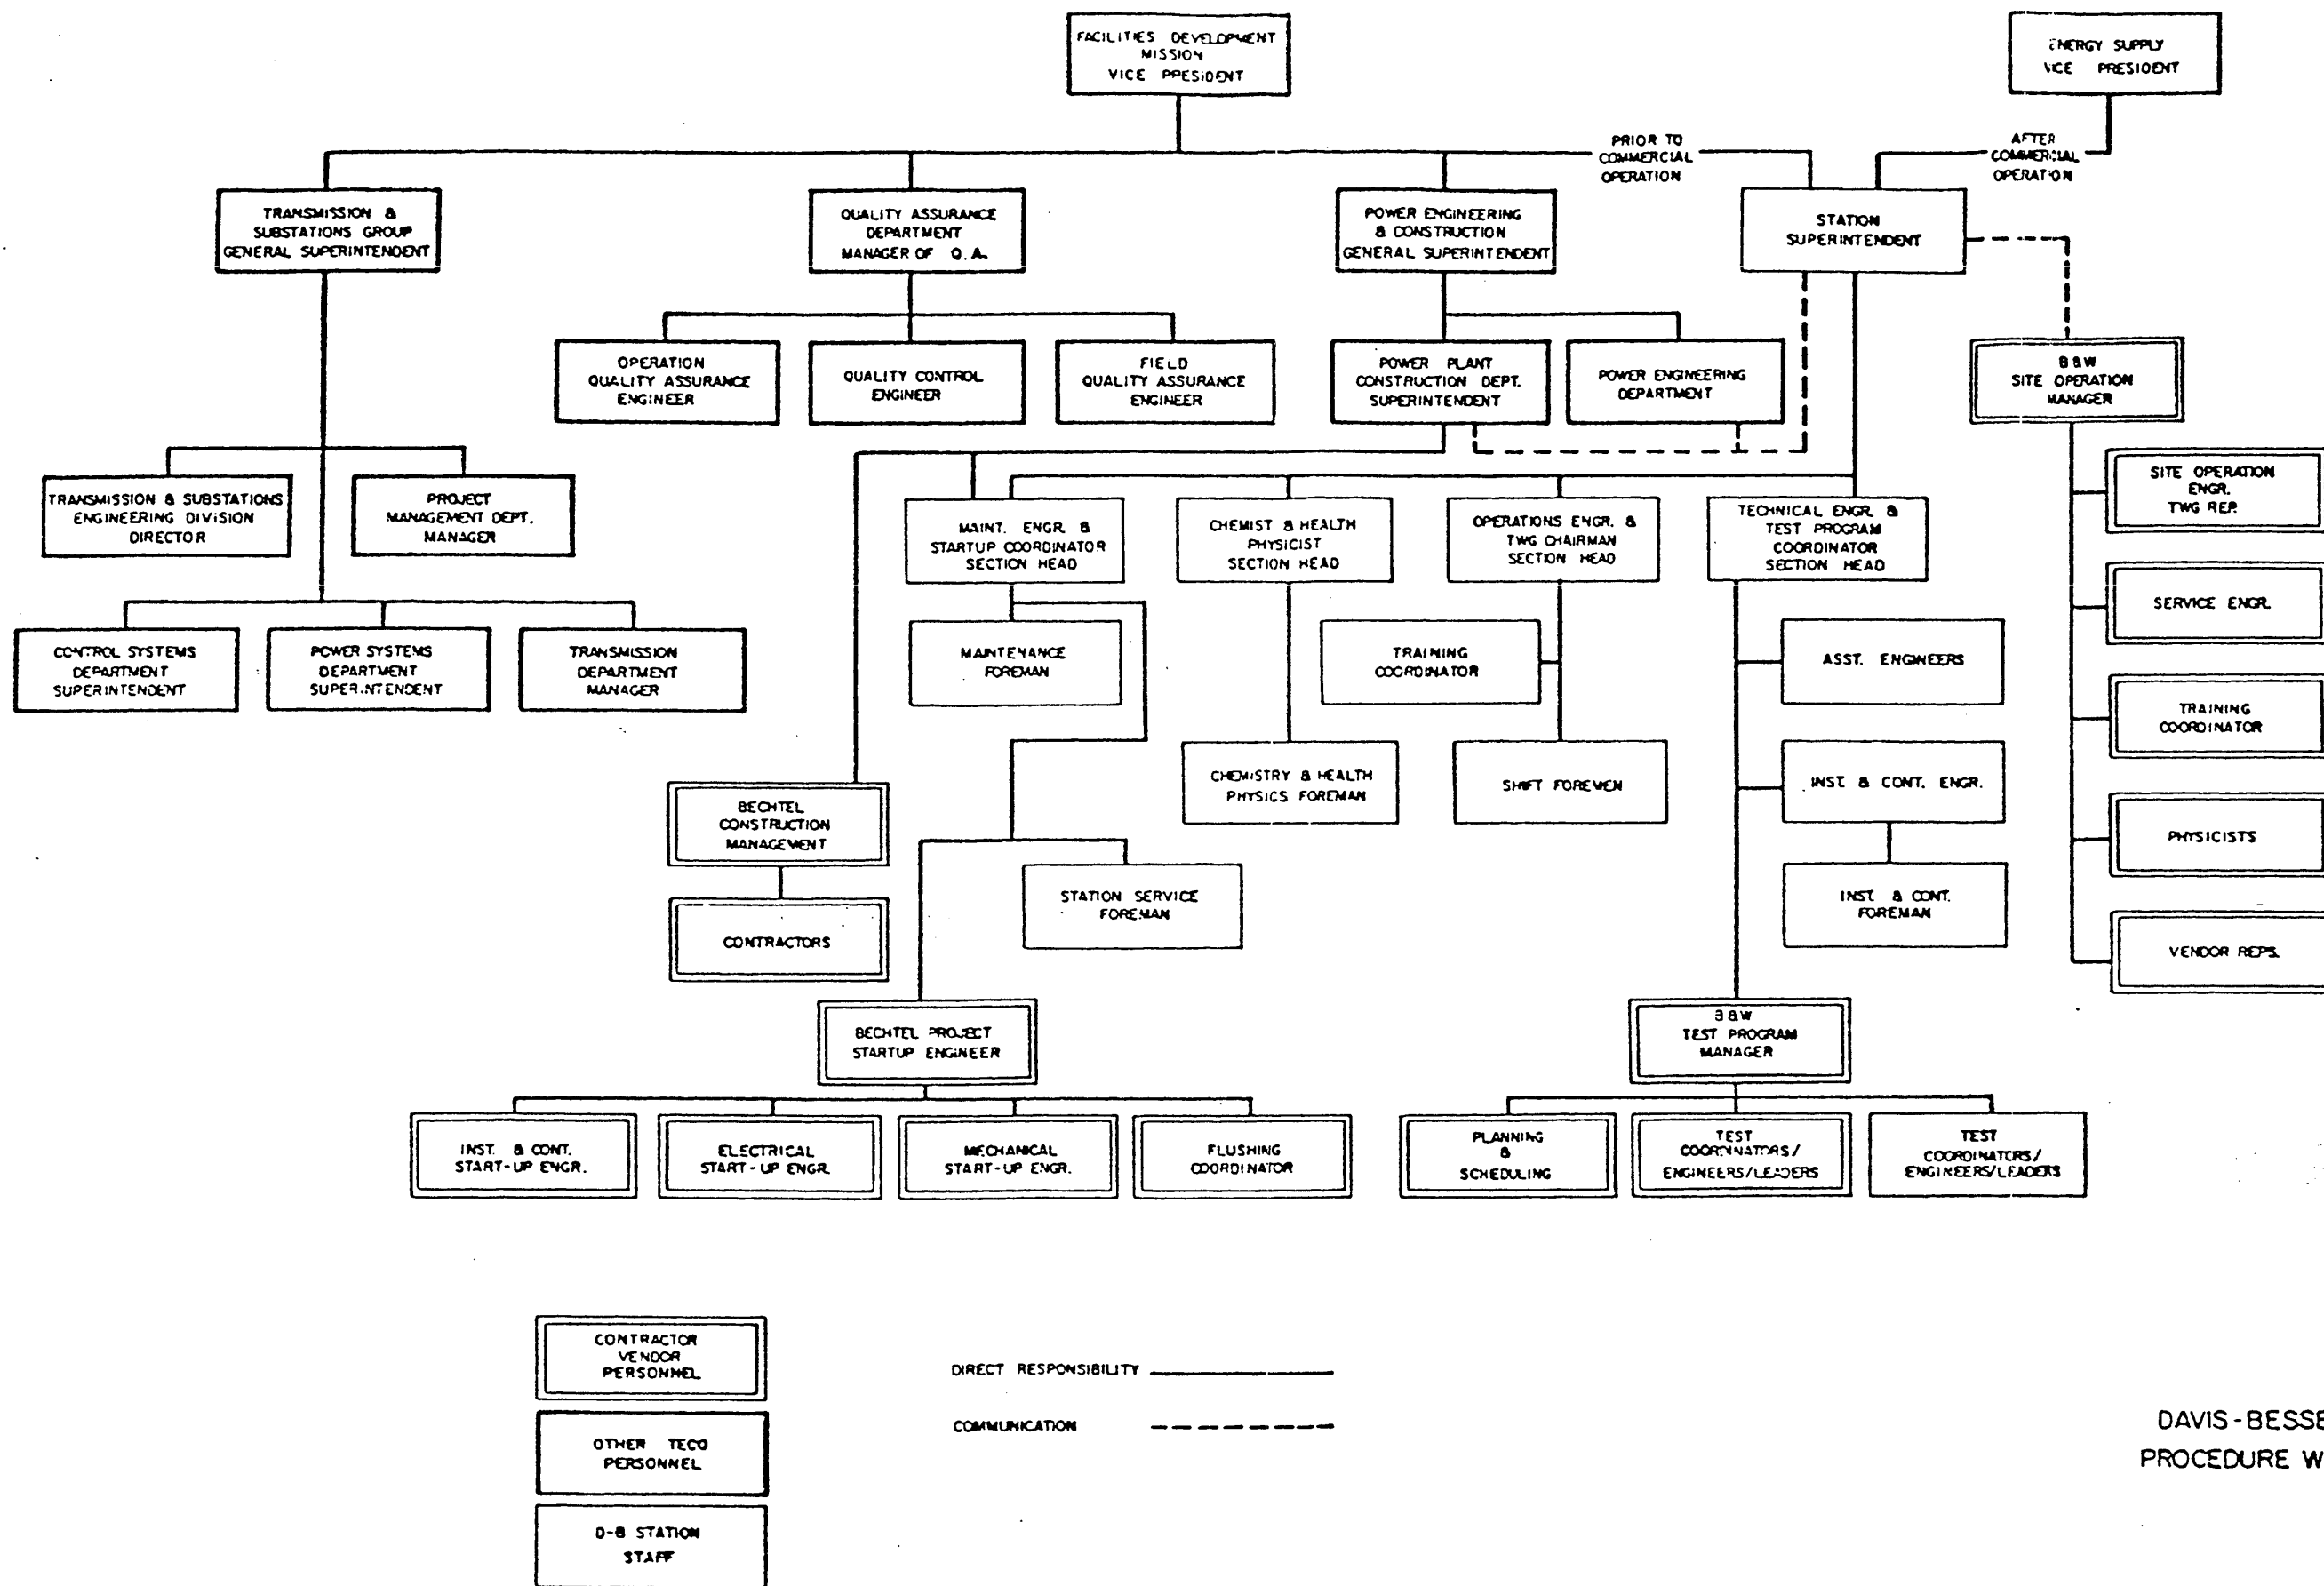 FACILITIES DEVELOPMENT
MISSION
VICE PRESIDENT
ENERGY SUPPLY
VICE PRESIDENT
PRIOR TO
COMMERCIAL
OPERATION
AFTER
COMMERCIAL
OPERATION
TRANSMISSION &
SUBSTATIONS GROUP
GENERAL SUPERINTENDENT
QUALITY ASSURANCE
DEPARTMENT
MANAGER OF Q.A.
POWER ENGINEERING
& CONSTRUCTION
GENERAL SUPERINTENDENT
STATION
SUPERINTENDENT
OPERATION
QUALITY ASSURANCE
ENGINEER
QUALITY CONTROL
ENGINEER
FIELD
QUALITY ASSURANCE
ENGINEER
POWER PLANT
CONSTRUCTION DEPT.
SUPERINTENDENT
POWER ENGINEERING
DEPARTMENT
B&W
SITE OPERATION
MANAGER
TRANSMISSION & SUBSTATIONS
ENGINEERING DIVISION
DIRECTOR
PROJECT
MANAGEMENT DEPT.
MANAGER
MAINT. ENGR. &
STARTUP COORDINATOR
SECTION HEAD
CHEMIST & HEALTH
PHYSICIST
SECTION HEAD
OPERATIONS ENGR. &
TWG CHAIRMAN
SECTION HEAD
TECHNICAL ENGR. &
TEST PROGRAM
COORDINATOR
SECTION HEAD
SITE OPERATION
ENGR.
TWG REP.
SERVICE ENGR.
CONTROL SYSTEMS
DEPARTMENT
SUPERINTENDENT
POWER SYSTEMS
DEPARTMENT
SUPERINTENDENT
TRANSMISSION
DEPARTMENT
MANAGER
MAINTENANCE
FOREMAN
TRAINING
COORDINATOR
ASST. ENGINEERS
TRAINING
COORDINATOR
BECHTEL
CONSTRUCTION
MANAGEMENT
CHEMISTRY & HEALTH
PHYSICS FOREMAN
SHIFT FOREMEN
INST. & CONT. ENGR.
PHYSICISTS
CONTRACTORS
STATION SERVICE
FOREMAN
INST. & CONT.
FOREMAN
VENDOR REPS.
BECHTEL PROJECT
STARTUP ENGINEER
B&W
TEST PROGRAM
MANAGER
INST. & CONT.
START-UP ENGR.
ELECTRICAL
START-UP ENGR.
MECHANICAL
START-UP ENGR.
FLUSHING
COORDINATOR
PLANNING
&
SCHEDULING
TEST
COORDINATORS/
ENGINEERS/LEADERS
TEST
COORDINATORS/
ENGINEERS/LEADERS
CONTRACTOR
VENDOR
PERSONNEL
DIRECT RESPONSIBILITY
COMMUNICATION
OTHER TECO
PERSONNEL
D-B STATION
STAFF
DAVIS-BESSE
PROCEDURE W